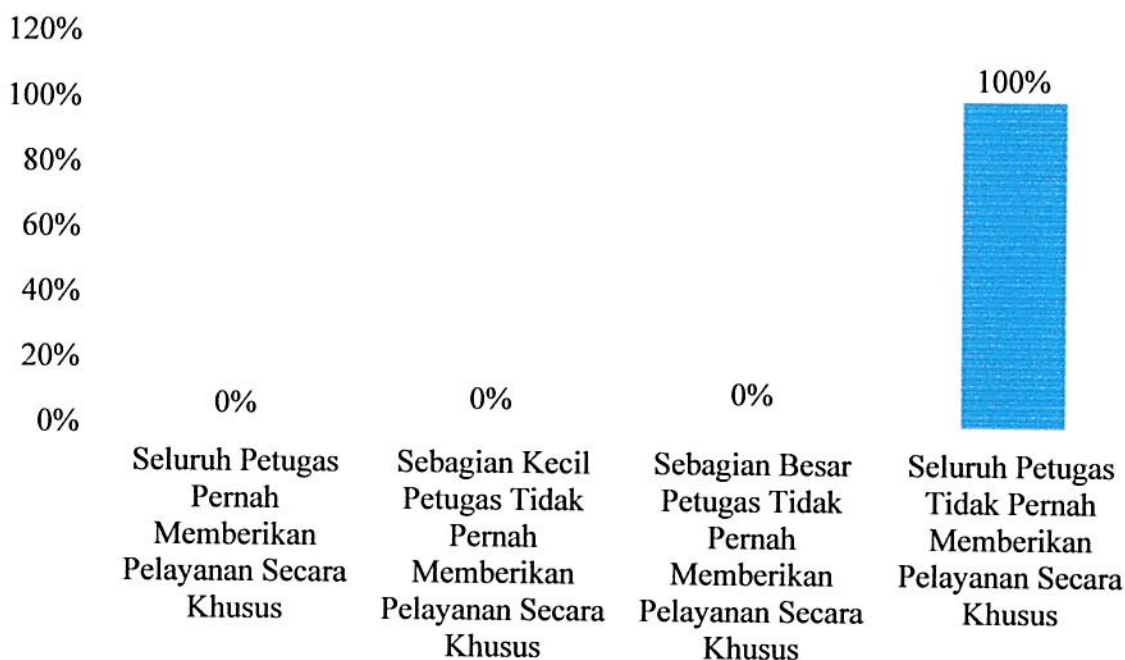 120%
100%
80%
60%
40%
20%
0%
0%
0%
0%
100%
Seluruh Petugas
Pernah
Memberikan
Pelayanan Secara
Khusus
Sebagian Kecil
Petugas Tidak
Pernah
Memberikan
Pelayanan Secara
Khusus
Sebagian Besar
Petugas Tidak
Pernah
Memberikan
Pelayanan Secara
Khusus
Seluruh Petugas
Tidak Pernah
Memberikan
Pelayanan Secara
Khusus